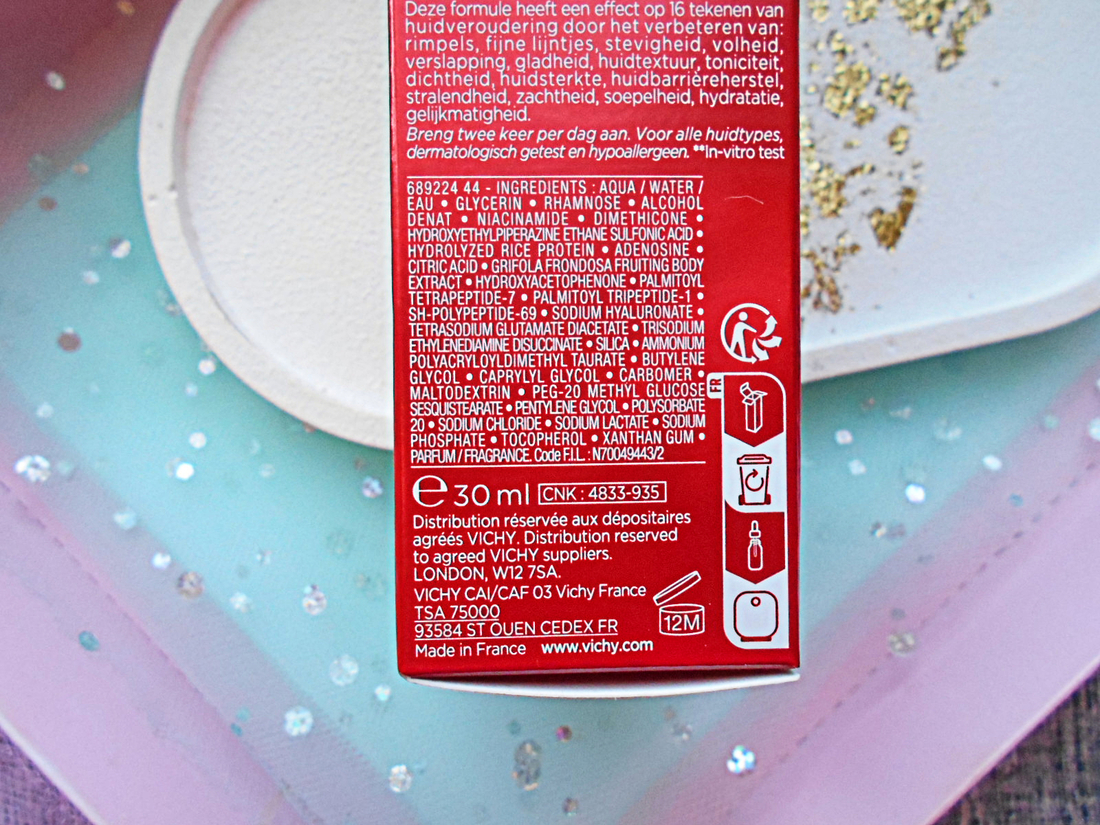 Deze formule heeft een effect op 16 tekenen van
huidveroudering door het verbeteren van:
rimpels, fijne lijntjes, stevigheid, volheid,
verslapping, gladheid, huidtextuur, toniciteit,
dichtheid, huidsterkte, huidbarrièreherstel,
stralendheid, zachtheid, soepelheid, hydratatie,
gelijkmatigheid.
Breng twee keer per dag aan. Voor alle huidtypes,
dermatologisch getest en hypoallergeen. **In-vitro test
689224 44 - INGREDIENTS : AQUA / WATER /
EAU • GLYCERIN • RHAMNOSE • ALCOHOL
DENAT • NIACINAMIDE • DIMETHICONE •
HYDROXYETHYLPIPERAZINE ETHANE SULFONIC ACID •
HYDROLYZED RICE PROTEIN • ADENOSINE •
CITRIC ACID • GRIFOLA FRONDOSA FRUITING BODY
EXTRACT • HYDROXYACETOPHENONE • PALMITOYL
TETRAPEPTIDE-7 • PALMITOYL TRIPEPTIDE-1 •
SH-POLYPEPTIDE-69 • SODIUM HYALURONATE •
TETRASODIUM GLUTAMATE DIACETATE • TRISODIUM
ETHYLENEDIAMINE DISUCCINATE • SILICA • AMMONIUM
POLYACRYLOYLDIMETHYL TAURATE • BUTYLENE
GLYCOL • CAPRYLYL GLYCOL • CARBOMER •
MALTODEXTRIN • PEG-20 METHYL GLUCOSE
SESQUISTEARATE • PENTYLENE GLYCOL • POLYSORBATE
20 • SODIUM CHLORIDE • SODIUM LACTATE • SODIUM
PHOSPHATE • TOCOPHEROL • XANTHAN GUM •
PARFUM / FRAGRANCE. Code F.I.L. : N70049443/2
FR
℮ 30 ml CNK : 4833-935
Distribution réservée aux dépositaires
agréés VICHY. Distribution reserved
to agreed VICHY suppliers.
LONDON, W12 7SA.
VICHY CAI/CAF 03 Vichy France
TSA 75000
93584 ST OUEN CEDEX FR
12M
Made in France www.vichy.com